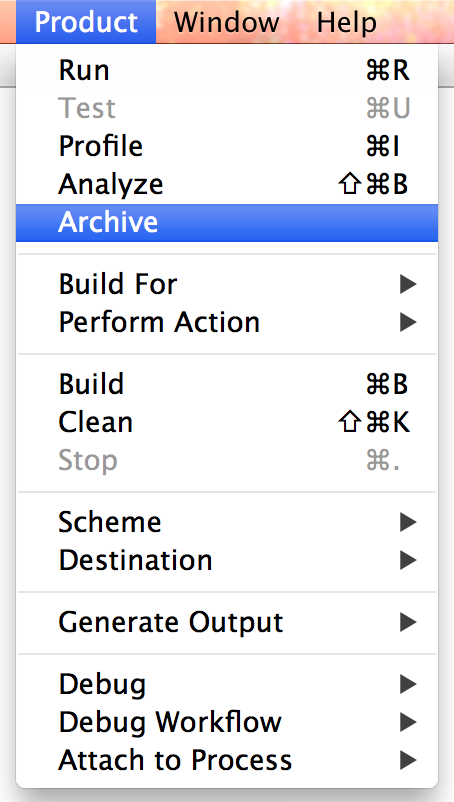 Product Window Help
Run ⌘R
Test ⌘U
Profile ⌘I
Analyze ⇧⌘B
Archive
Build For ▶
Perform Action ▶
Build ⌘B
Clean ⇧⌘K
Stop ⌘.
Scheme ▶
Destination ▶
Generate Output ▶
Debug ▶
Debug Workflow ▶
Attach to Process ▶